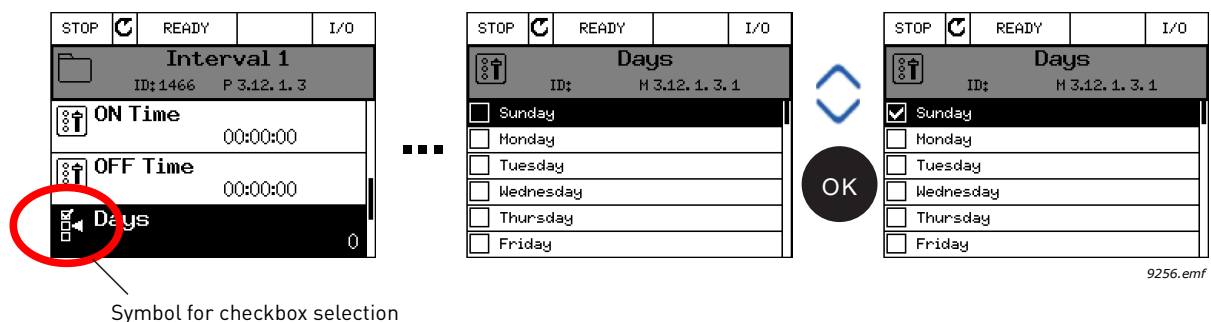 STOP READY I/O
Interval 1
ID:1466 P 3.12.1.3
ON Time
00:00:00
OFF Time
00:00:00
Days
0
Symbol for checkbox selection
STOP READY I/O
Days
ID: M 3.12.1.3.1
Sunday
Monday
Tuesday
Wednesday
Thursday
Friday
OK
STOP READY I/O
Days
ID: M 3.12.1.3.1
Sunday
Monday
Tuesday
Wednesday
Thursday
Friday
9256.emf